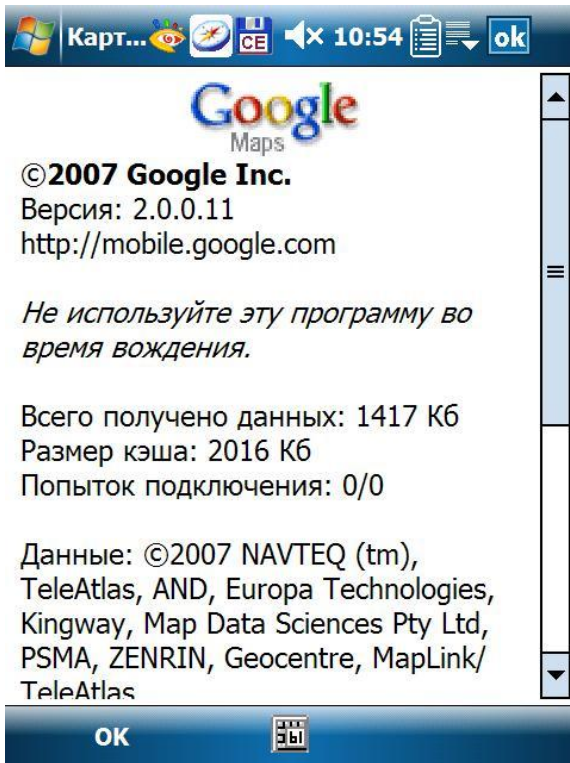 Карт... CE 10:54 ok
Google
Maps
©2007 Google Inc.
Версия: 2.0.0.11
http://mobile.google.com
Не используйте эту программу во
время вождения.
Всего получено данных: 1417 Кб
Размер кэша: 2016 Кб
Попыток подключения: 0/0
Данные: ©2007 NAVTEQ (tm),
TeleAtlas, AND, Europa Technologies,
Kingway, Map Data Sciences Pty Ltd,
PSMA, ZENRIN, Geocentre, MapLink/
TeleAtlas
OK ЭЫ